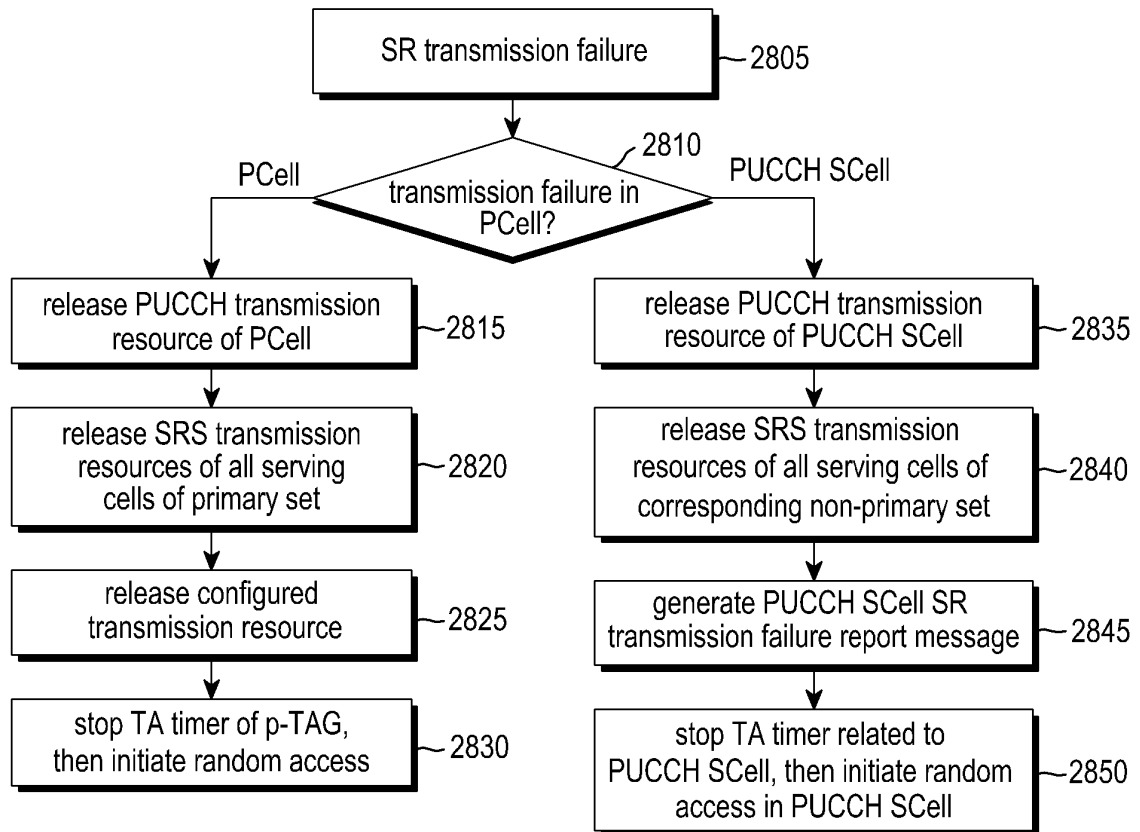 SR transmission failure
2805
2810
PCell
PUCCH SCell
transmission failure in
PCell?
release PUCCH transmission
resource of PCell
2815
release SRS transmission
resources of all serving
cells of primary set
2820
release configured
transmission resource
2825
stop TA timer of p-TAG,
then initiate random access
2830
release PUCCH transmission
resource of PUCCH SCell
2835
release SRS transmission
resources of all serving cells of
corresponding non-primary set
2840
generate PUCCH SCell SR
transmission failure report message
2845
stop TA timer related to
PUCCH SCell, then initiate random
access in PUCCH SCell
2850